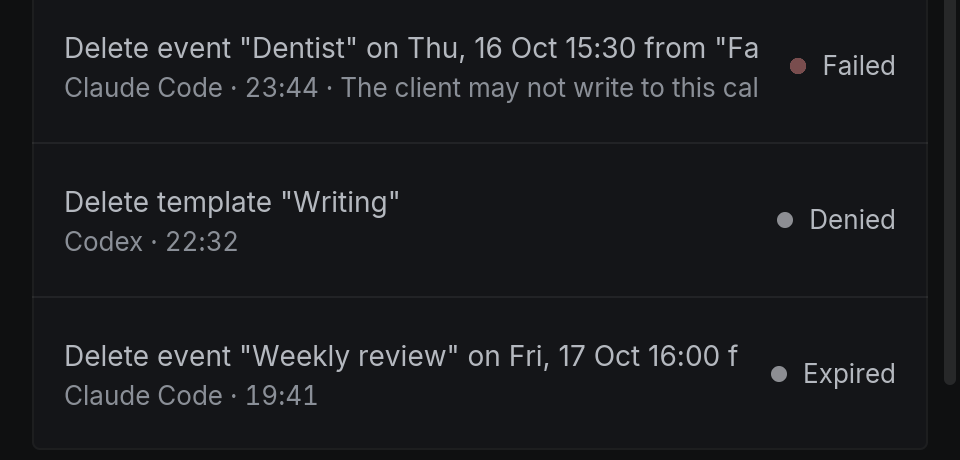 Delete event "Dentist" on Thu, 16 Oct 15:30 from "Fa
Failed
Claude Code · 23:44 · The client may not write to this cal
Delete template "Writing"
Denied
Codex · 22:32
Delete event "Weekly review" on Fri, 17 Oct 16:00 f
Expired
Claude Code · 19:41